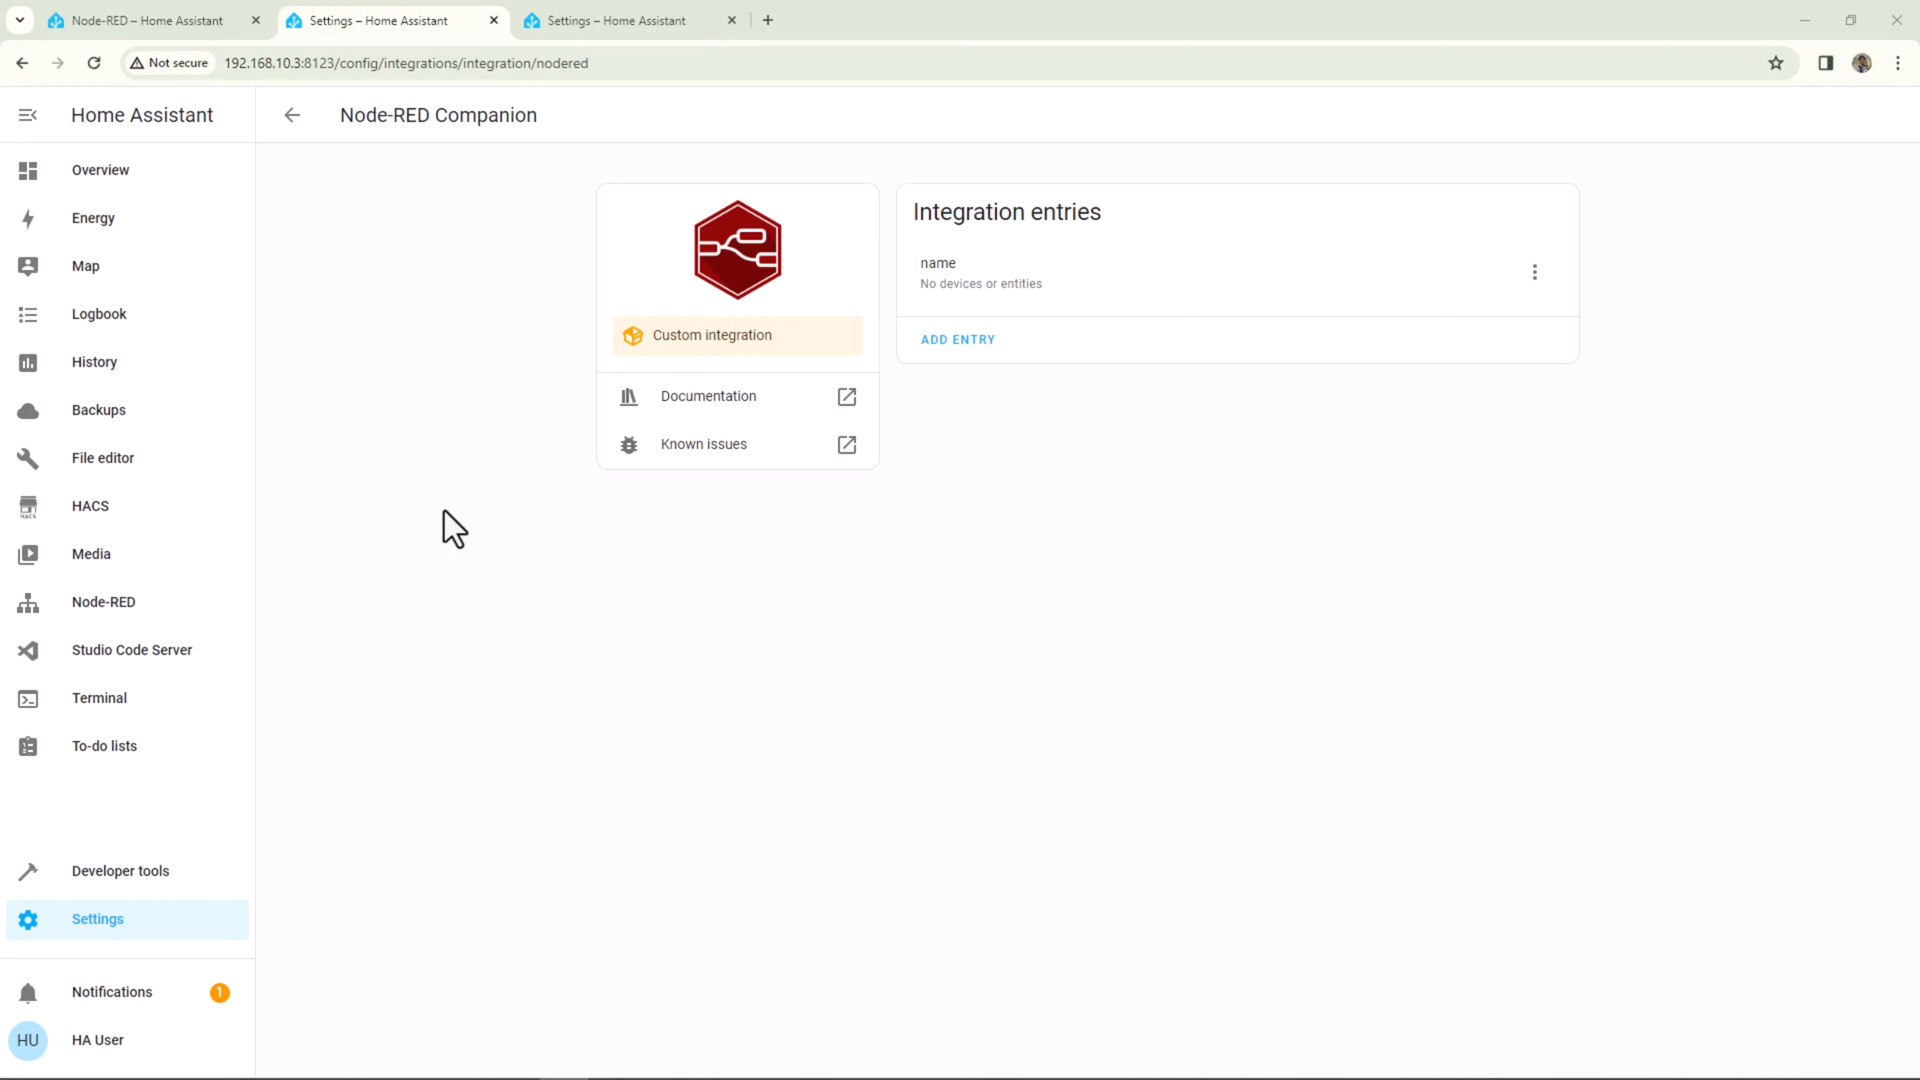 Node-RED – Home Assistant
Settings – Home Assistant
Settings – Home Assistant
Not secure
192.168.10.3:8123/config/integrations/integration/nodered
Home Assistant
Node-RED Companion
Overview
Energy
Map
Logbook
History
Backups
File editor
HACS
HACS
Media
Node-RED
Studio Code Server
Terminal
To-do lists
Developer tools
Settings
Notifications
1
HU
HA User
Custom integration
Documentation
Known issues
Integration entries
name
No devices or entities
ADD ENTRY